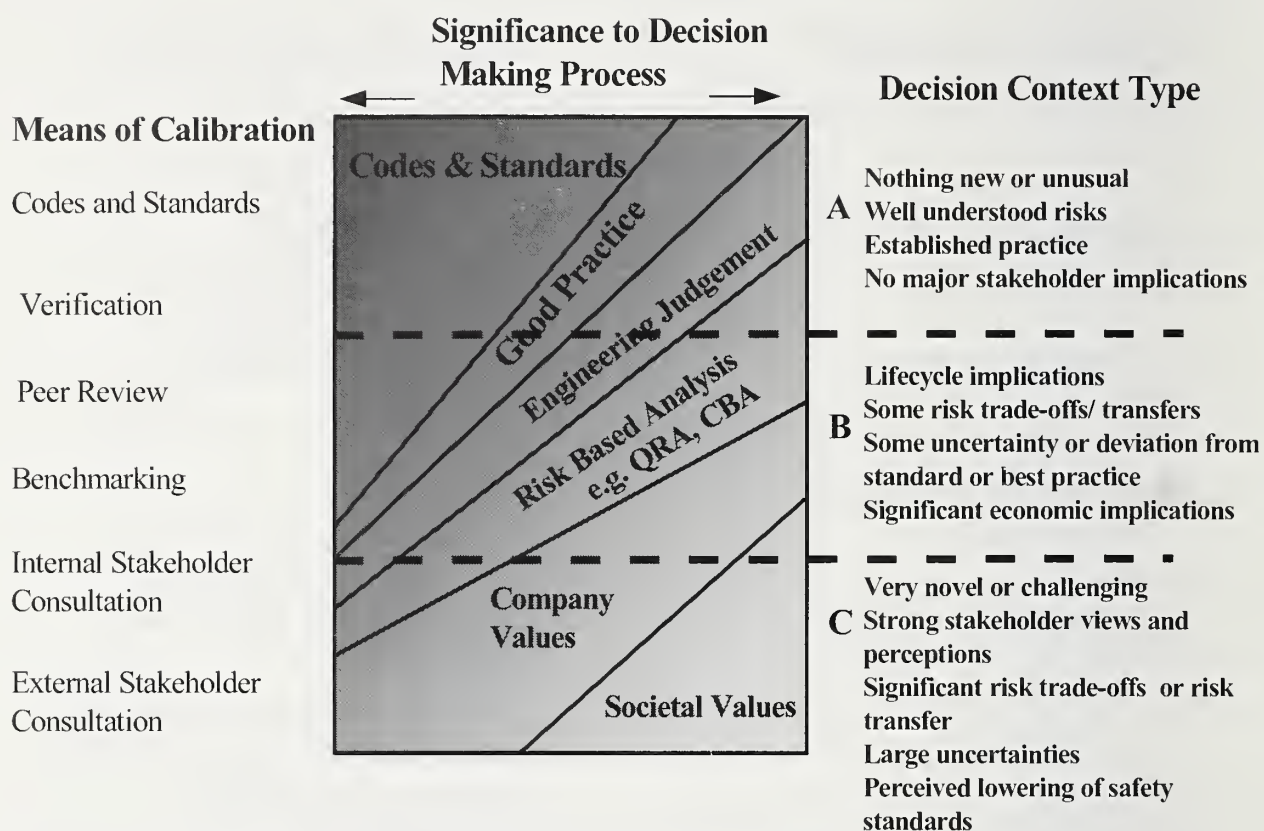 Significance to Decision
Making Process
Decision Context Type
Means of Calibration
Codes and Standards
Verification
Peer Review
Benchmarking
Internal Stakeholder
Consultation
External Stakeholder
Consultation
Codes & Standards
Good Practice
Engineering Judgement
Risk Based Analysis
e.g. QRA, CBA
Company
Values
Societal Values
A
Nothing new or unusual
Well understood risks
Established practice
No major stakeholder implications
B
Lifecycle implications
Some risk trade-offs/ transfers
Some uncertainty or deviation from
standard or best practice
Significant economic implications
C
Very novel or challenging
Strong stakeholder views and
perceptions
Significant risk trade-offs or risk
transfer
Large uncertainties
Perceived lowering of safety
standards